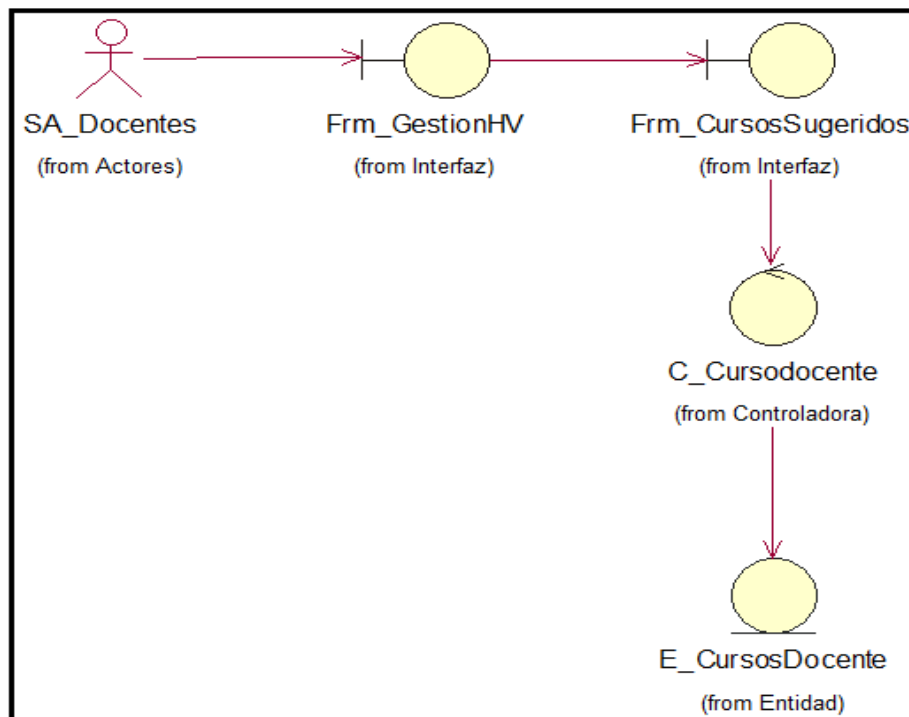 SA_Docentes
(from Actores)
Frm_GestionHV
(from Interfaz)
Frm_CursosSugeridos
(from Interfaz)
C_Cursodocente
(from Controladora)
E_CursosDocente
(from Entidad)